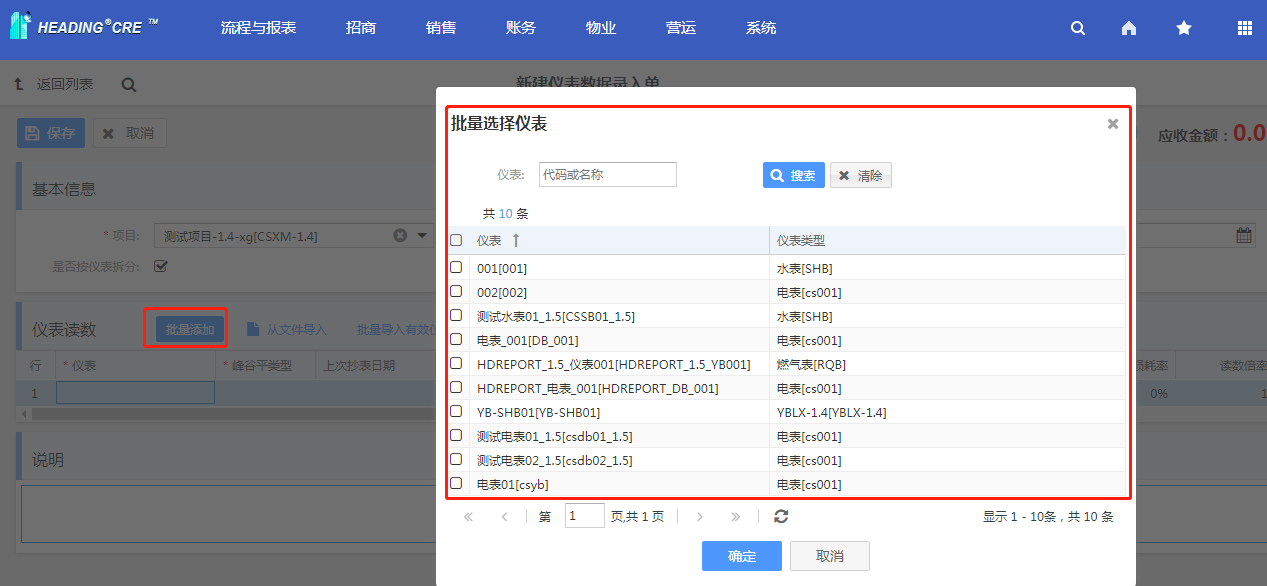 HEADING®CRE ™ 流程与报表 招商 销售 账务 物业 营运 系统
返回列表 新建仪表数据录入单
保存 取消 应收金额：0.0
基本信息
* 项目: 测试项目-1.4-xg[CSXM-1.4]
是否按仪表拆分:
仪表读数 批量添加 从文件导入 批量导入有效
行 * 仪表 * 峰谷平类型 上次抄表日期 损耗率 读数倍率
1 0% 1
说明
批量选择仪表
仪表: 代码或名称 搜索 清除
共 10 条
仪表 ↑ 仪表类型
001[001] 水表[SHB]
002[002] 电表[cs001]
测试水表01_1.5[CSSB01_1.5] 水表[SHB]
电表_001[DB_001] 电表[cs001]
HDREPORT_1.5_仪表001[HDREPORT_1.5_YB001] 燃气表[RQB]
HDREPORT_电表_001[HDREPORT_DB_001] 电表[cs001]
YB-SHB01[YB-SHB01] YBLX-1.4[YBLX-1.4]
测试电表01_1.5[csdb01_1.5] 电表[cs001]
测试电表02_1.5[csdb02_1.5] 电表[cs001]
电表01[csyb] 电表[cs001]
« ‹ 第 1 页,共 1 页 › » 显示 1 - 10条，共 10 条
确定 取消